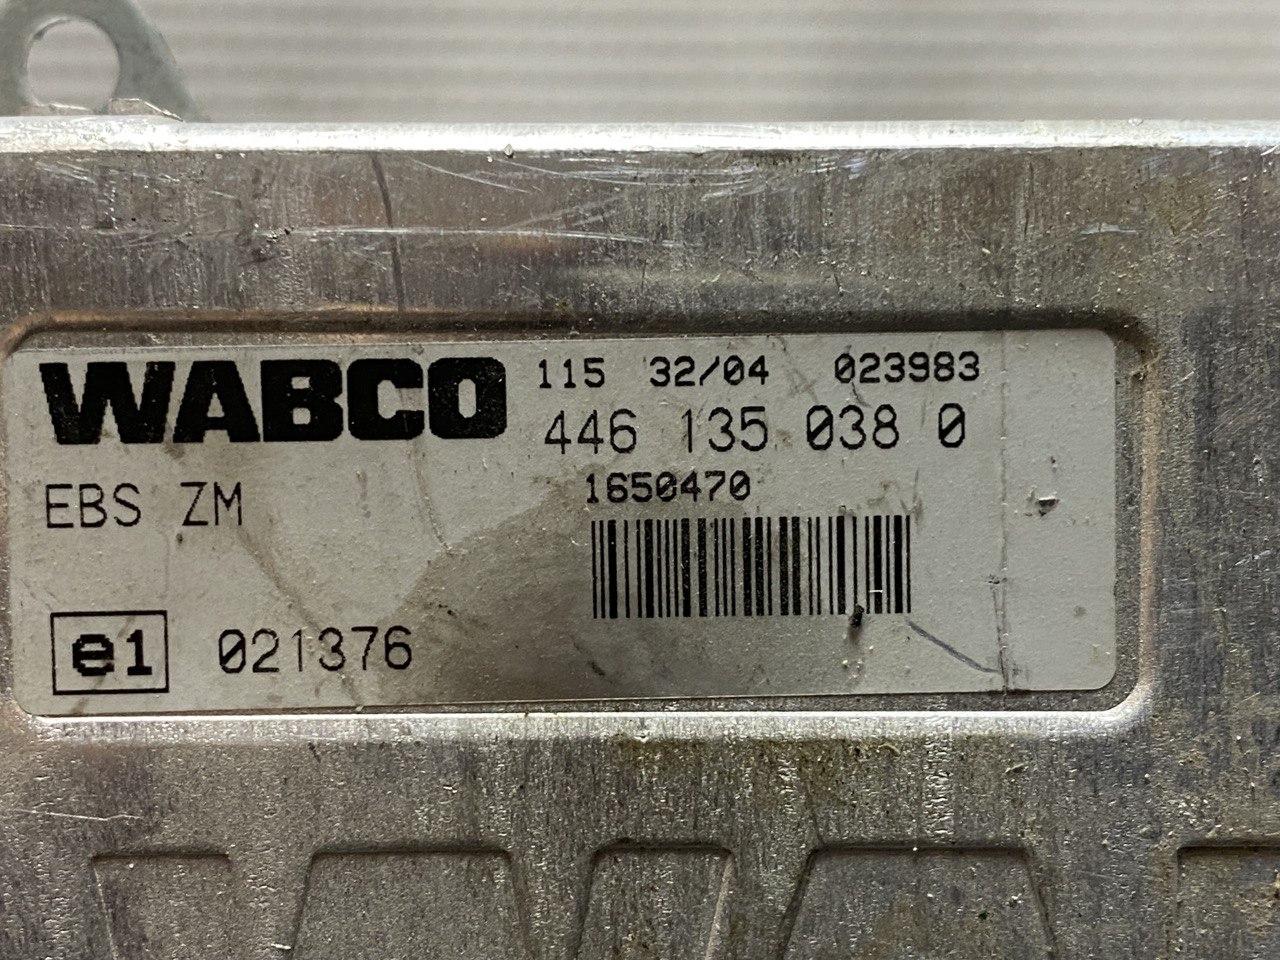 WABCO 115 32/04 023983
446 135 038 0
EBS ZM 1650470
e1 021376